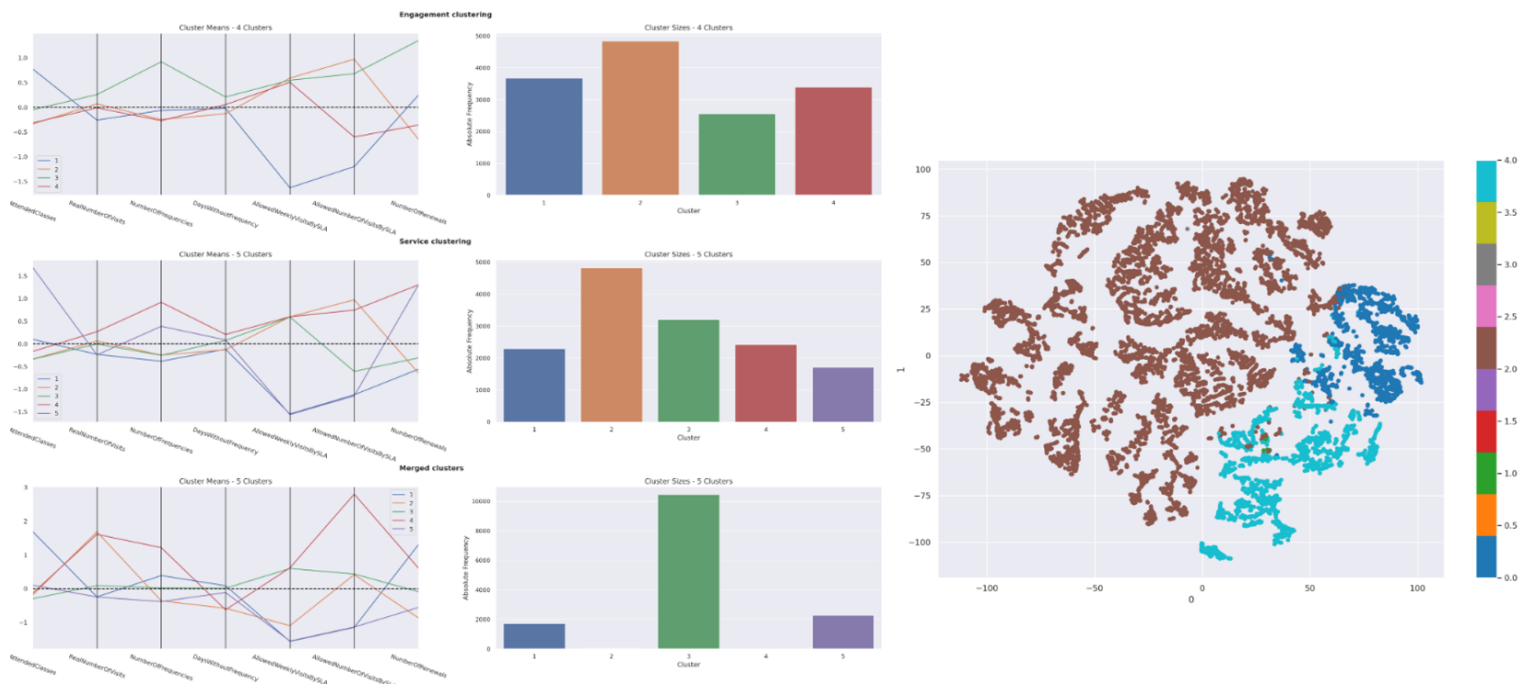 Engagement clustering
Cluster Means - 4 Clusters
1.0
0.5
0.0
−0.5
−1.0
−1.5
1
2
3
4
RealNumberOfVisits
NumberOfFrequencies
DaysWithoutFrequency
AllowedWeeklyVisitsBySLA
AllowedNumberOfVisitsBySLA
NumberOfRenewals
Cluster Sizes - 4 Clusters
Absolute Frequency
5000
4000
3000
2000
1000
0
1 2 3 4
Cluster
Service clustering
Cluster Means - 5 Clusters
1.5
1.0
0.5
0.0
−0.5
−1.0
−1.5
1
2
3
4
5
RealNumberOfVisits
NumberOfFrequencies
DaysWithoutFrequency
AllowedWeeklyVisitsBySLA
AllowedNumberOfVisitsBySLA
NumberOfRenewals
Cluster Sizes - 5 Clusters
Absolute Frequency
5000
4000
3000
2000
1000
0
1 2 3 4 5
Cluster
Merged clusters
Cluster Means - 5 Clusters
3
2
1
0
−1
1
2
3
4
5
RealNumberOfVisits
NumberOfFrequencies
DaysWithoutFrequency
AllowedWeeklyVisitsBySLA
NumberOfRenewals
Cluster Sizes - 5 Clusters
Absolute Frequency
10000
8000
6000
4000
2000
0
1 2 3 4 5
Cluster
100
75
50
25
0
−25
−50
−75
−100
1
−100 −50 0 50 100
0
4.0
3.5
3.0
2.5
2.0
1.5
1.0
0.5
0.0